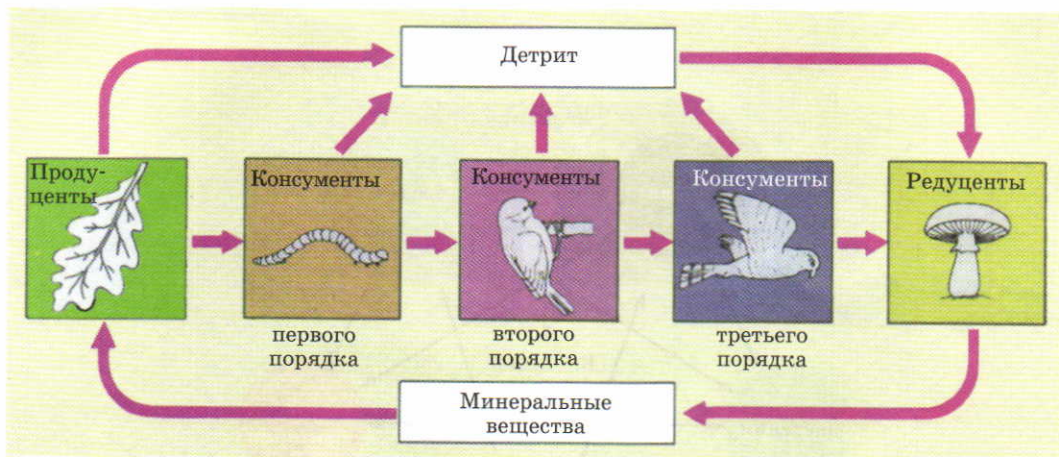 Детрит
Проду-
центы
Консументы
Консументы
Консументы
Редуценты
первого
порядка
второго
порядка
третьего
порядка
Минеральные
вещества